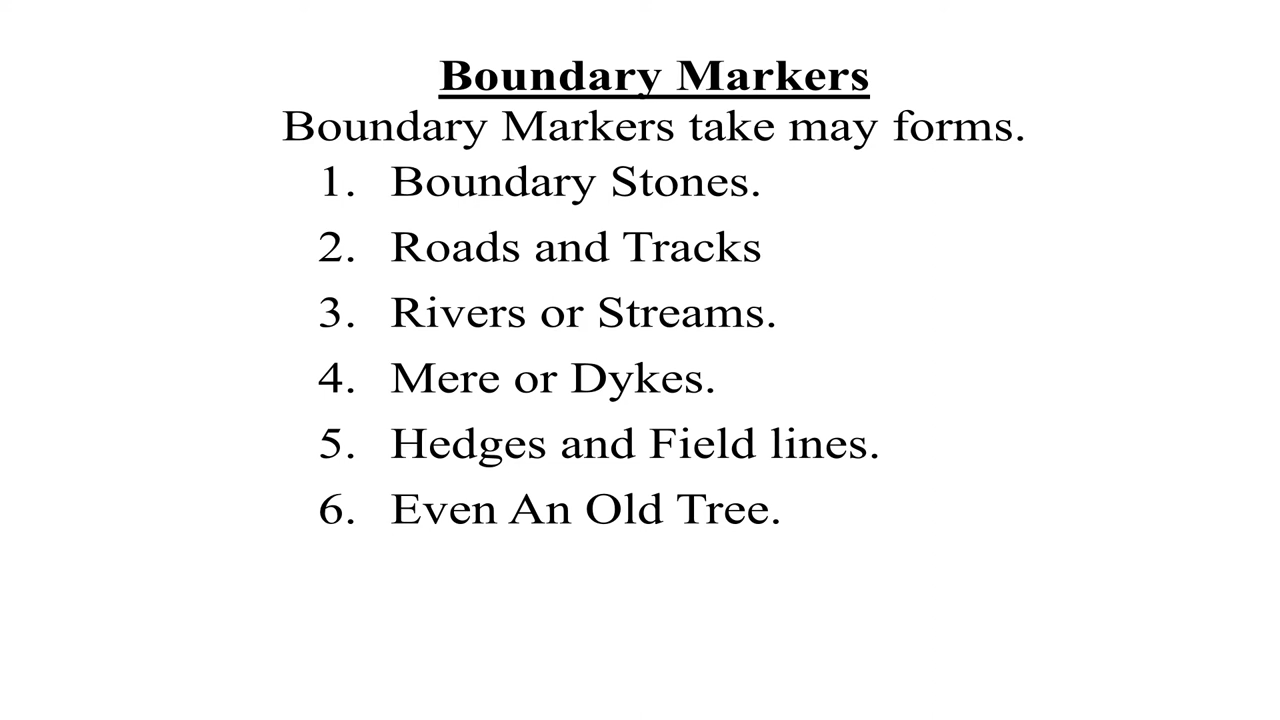 Boundary Markers
Boundary Markers take may forms.
1. Boundary Stones.
2. Roads and Tracks
3. Rivers or Streams.
4. Mere or Dykes.
5. Hedges and Field lines.
6. Even An Old Tree.